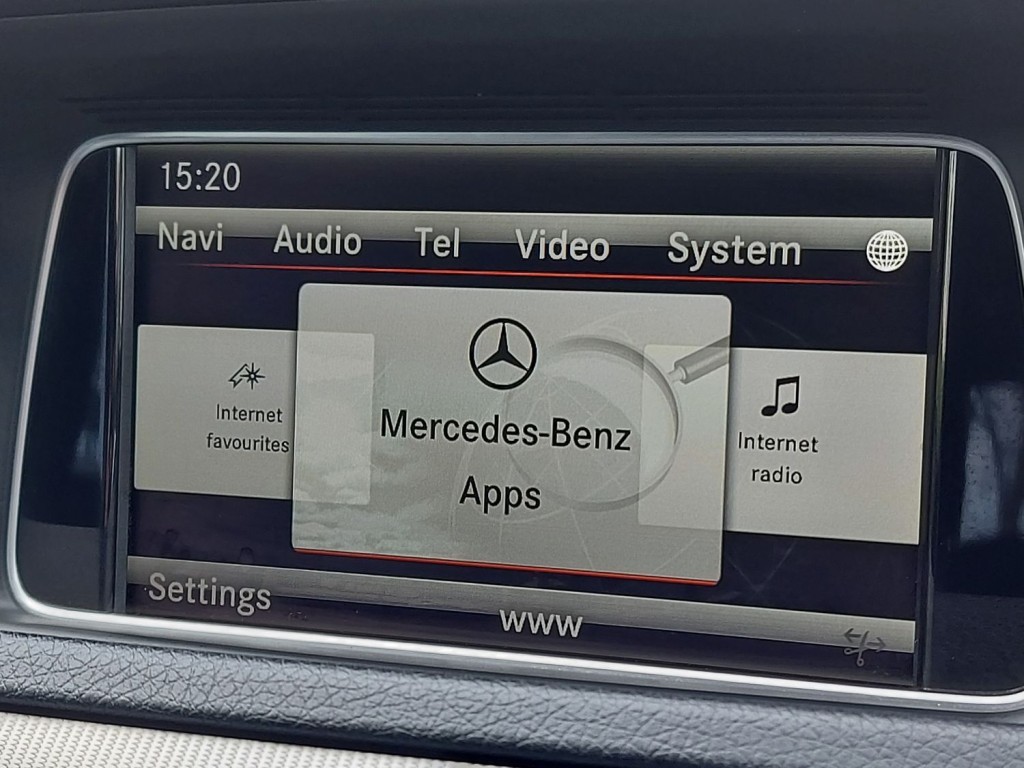 15:20
Navi Audio Tel Video System
Internet
favourites
Mercedes-Benz
Apps
Internet
radio
Settings www